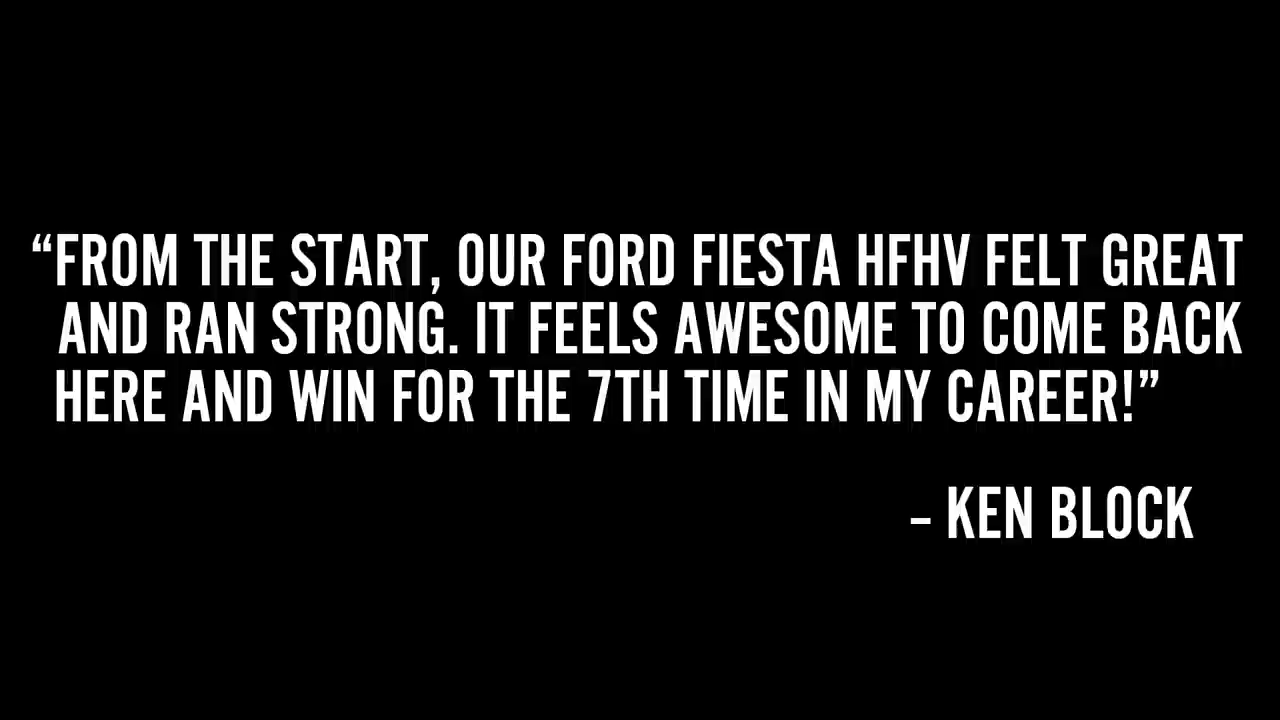 “FROM THE START, OUR FORD FIESTA HFHV FELT GREAT
AND RAN STRONG. IT FEELS AWESOME TO COME BACK
HERE AND WIN FOR THE 7TH TIME IN MY CAREER!”
– KEN BLOCK